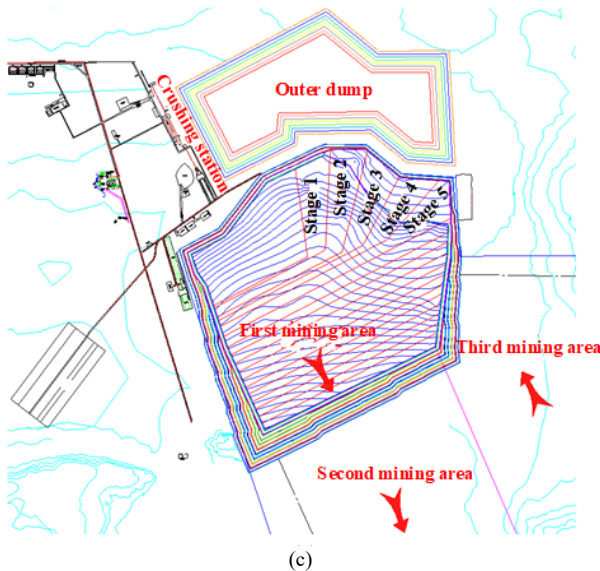 Outer dump
Crushing station
Stage 1
Stage 2
Stage 3
Stage 4
Stage 5
First mining area
Third mining area
Second mining area
(c)